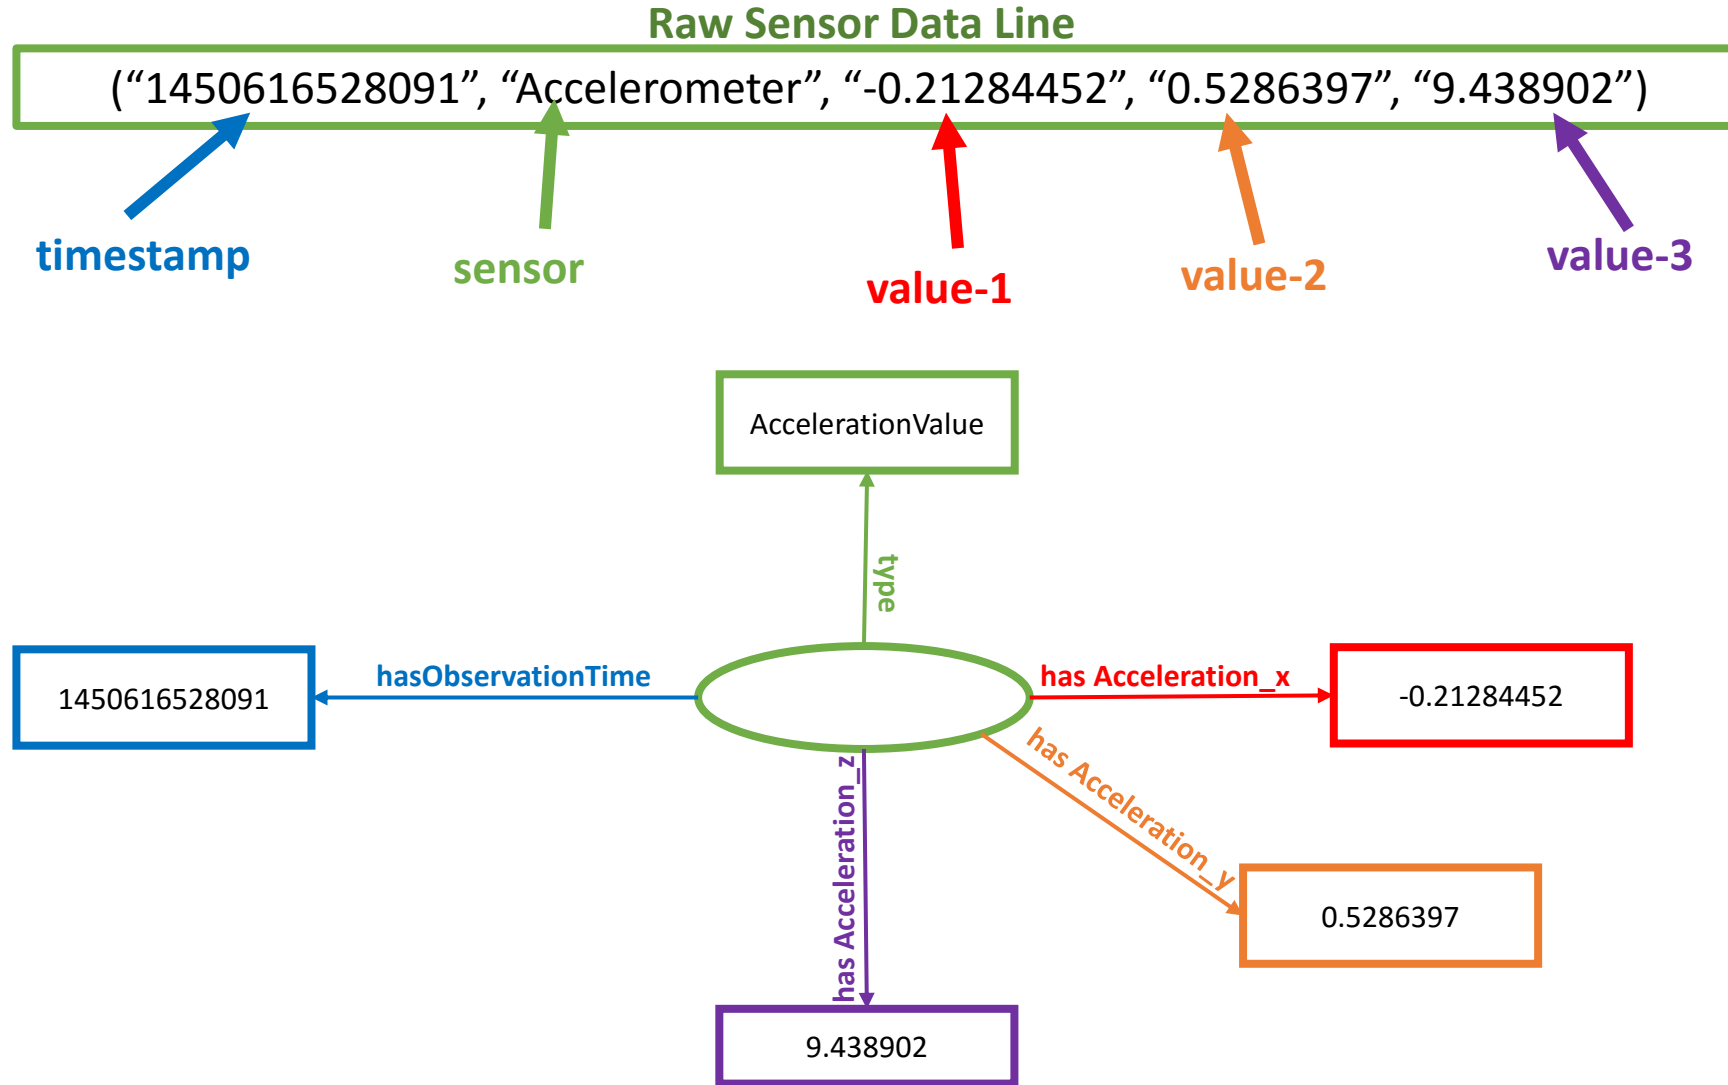 Raw Sensor Data Line
(“1450616528091”, “Accelerometer”, “-0.21284452”, “0.5286397”, “9.438902”)
timestamp
sensor
value-1
value-2
value-3
AccelerationValue
type
hasObservationTime
1450616528091
has Acceleration_x
-0.21284452
has Acceleration_y
0.5286397
has Acceleration_z
9.438902